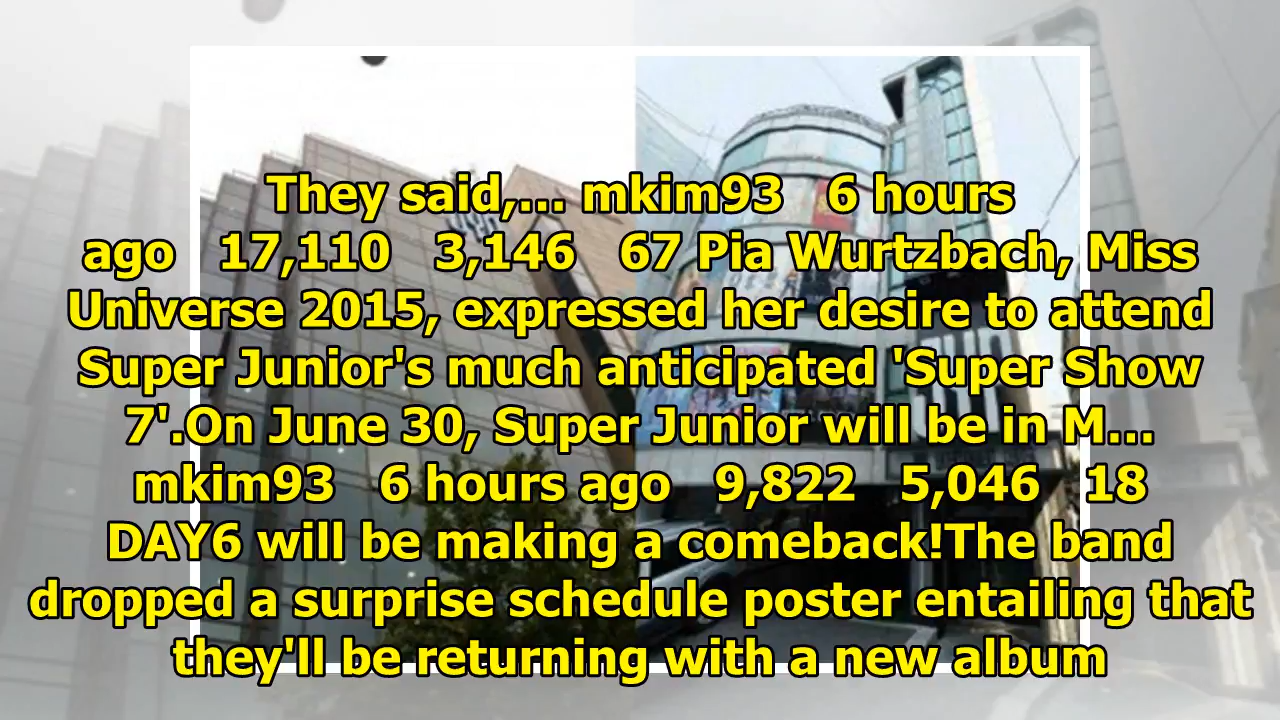 They said,... mkim93 6 hours
ago 17,110 3,146 67 Pia Wurtzbach, Miss
Universe 2015, expressed her desire to attend
Super Junior's much anticipated 'Super Show
7'.On June 30, Super Junior will be in M...
mkim93 6 hours ago 9,822 5,046 18
DAY6 will be making a comeback!The band
dropped a surprise schedule poster entailing that
they'll be returning with a new album